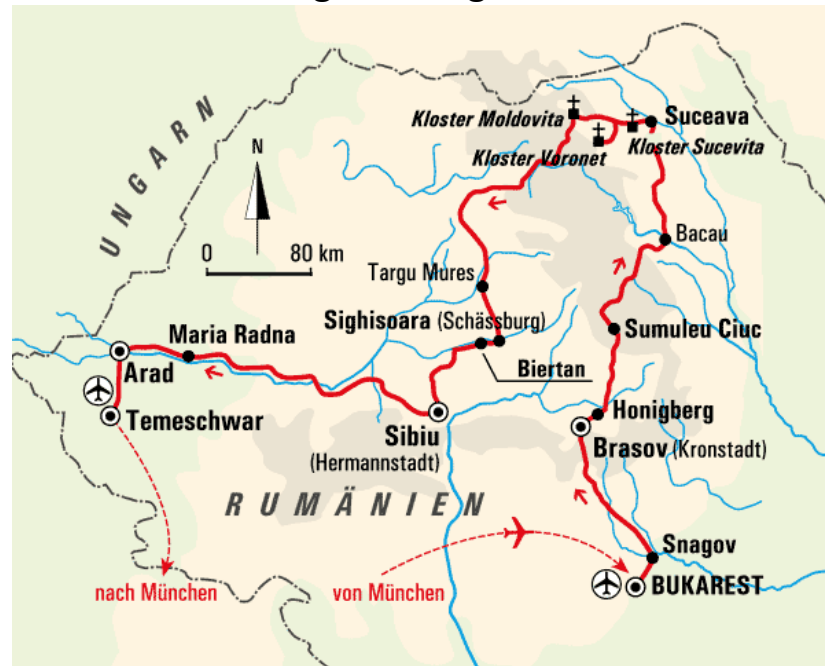 UNGARN
N
0 80 km
Kloster Moldovita
Suceava
Kloster Voronet
Kloster Sucevita
Bacau
Targu Mures
Sighisoara (Schässburg)
Sumuleu Ciuc
Maria Radna
Biertan
Arad
Temeschwar
Sibiu
(Hermannstadt)
Honigberg
Brasov (Kronstadt)
RUMÄNIEN
Snagov
nach München
von München
BUKAREST